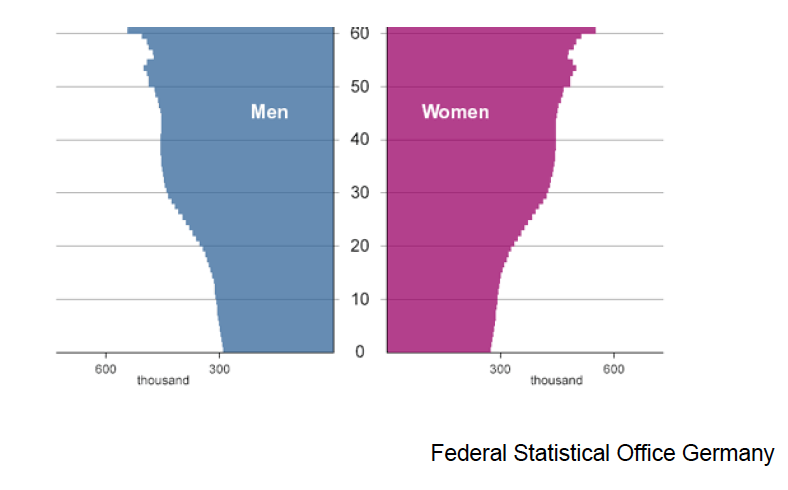 60
50
Men
Women
40
30
20
10
0
600
300
300
600
thousand
thousand
Federal Statistical Office Germany